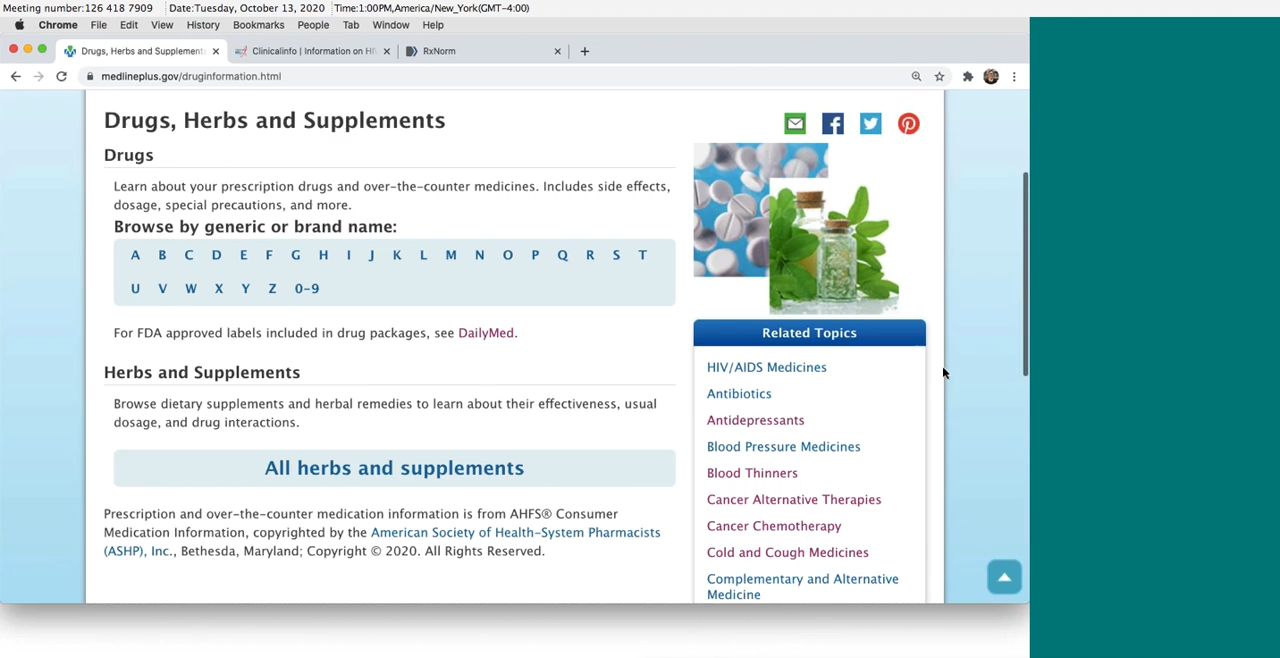 Meeting number:126 418 7909 Date:Tuesday, October 13, 2020 Time:1:00PM,America/New_York(GMT-4:00)
Chrome File Edit View History Bookmarks People Tab Window Help
Drugs, Herbs and Supplement Clinicalinfo | Information on HI RxNorm
medlineplus.gov/druginformation.html
Drugs, Herbs and Supplements
Drugs
Learn about your prescription drugs and over-the-counter medicines. Includes side effects,
dosage, special precautions, and more.
Browse by generic or brand name:
A B C D E F G H I J K L M N O P Q R S T
U V W X Y Z 0-9
For FDA approved labels included in drug packages, see DailyMed.
Herbs and Supplements
Browse dietary supplements and herbal remedies to learn about their effectiveness, usual
dosage, and drug interactions.
All herbs and supplements
Prescription and over-the-counter medication information is from AHFS® Consumer
Medication Information, copyrighted by the American Society of Health-System Pharmacists
(ASHP), Inc., Bethesda, Maryland; Copyright © 2020. All Rights Reserved.
Related Topics
HIV/AIDS Medicines
Antibiotics
Antidepressants
Blood Pressure Medicines
Blood Thinners
Cancer Alternative Therapies
Cancer Chemotherapy
Cold and Cough Medicines
Complementary and Alternative
Medicine